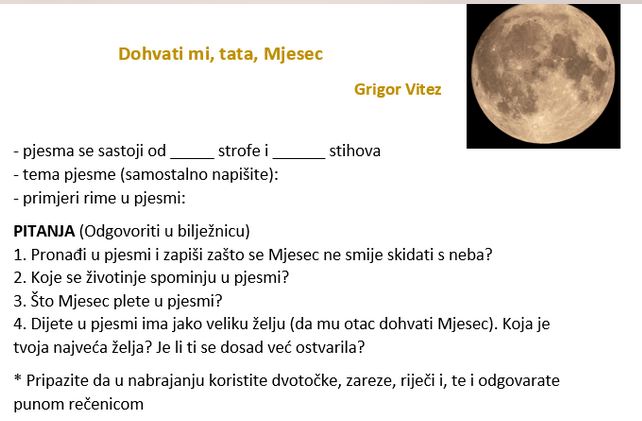 Dohvati mi, tata, Mjesec
Grigor Vitez
- pjesma se sastoji od _____ strofe i ______ stihova
- tema pjesme (samostalno napišite):
- primjeri rime u pjesmi:
PITANJA (Odgovoriti u bilježnicu)
1. Pronađi u pjesmi i zapiši zašto se Mjesec ne smije skidati s neba?
2. Koje se životinje spominju u pjesmi?
3. Što Mjesec plete u pjesmi?
4. Dijete u pjesmi ima jako veliku želju (da mu otac dohvati Mjesec). Koja je
tvoja najveća želja? Je li ti se dosad već ostvarila?
* Pripazite da u nabrajanju koristite dvotočke, zareze, riječi i, te i odgovarate
punom rečenicom